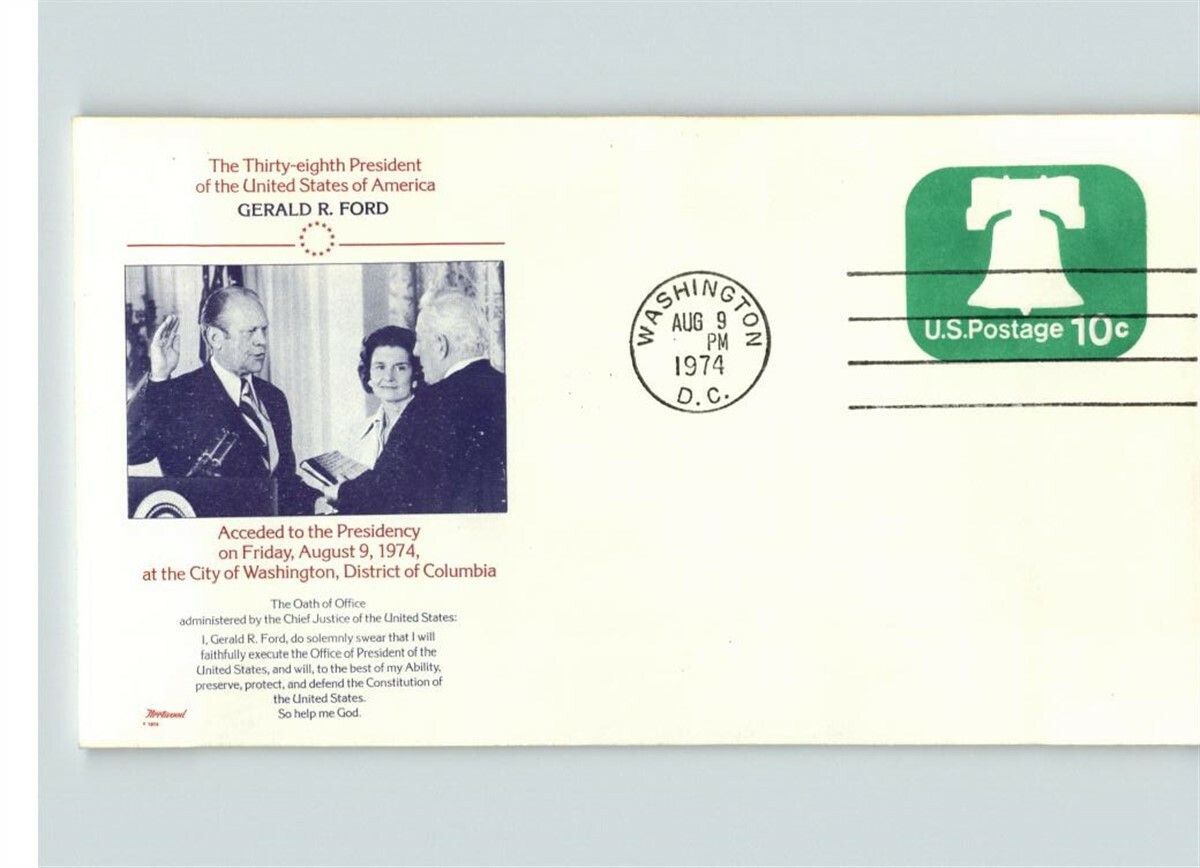 The Thirty-eighth President
of the United States of America
GERALD R. FORD
Acceded to the Presidency
on Friday, August 9, 1974,
at the City of Washington, District of Columbia
The Oath of Office
administered by the Chief Justice of the United States:
I, Gerald R. Ford, do solemnly swear that I will
faithfully execute the Office of President of the
United States, and will, to the best of my Ability,
preserve, protect, and defend the Constitution of
the United States.
So help me God.
Fleetwood
WASHINGTON
AUG 9
PM
1974
D.C.
U.S.Postage 10c